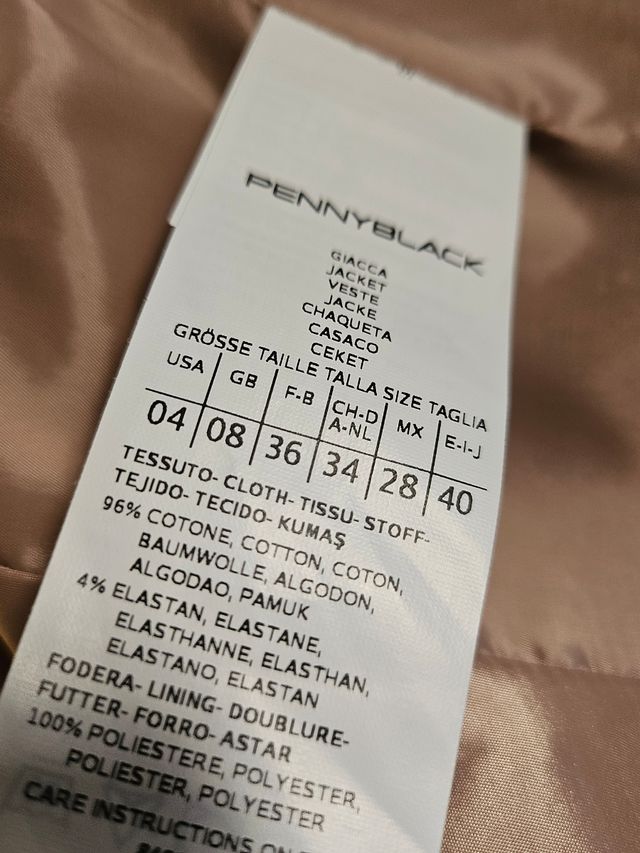 PENNYBLACK
GIACCA
JACKET
VESTE
JACKE
CHAQUETA
CASACO
CEKET
GRÖSSE TAILLE TALLA SIZE TAGLIA
USA GB F-B CH-D A-NL MX E-I-J
04 08 36 34 28 40
TESSUTO- CLOTH- TISSU- STOFF-
TEJIDO- TECIDO- KUMAŞ
96% COTONE, COTTON, COTON,
BAUMWOLLE, ALGODON,
ALGODAO, PAMUK
4% ELASTAN, ELASTANE,
ELASTHANNE, ELASTHAN,
ELASTANO, ELASTAN
FODERA- LINING- DOUBLURE-
FUTTER- FORRO- ASTAR
100% POLIESTERE, POLYESTER,
POLIESTER, POLYESTER
CARE INSTRUCTIONS ON